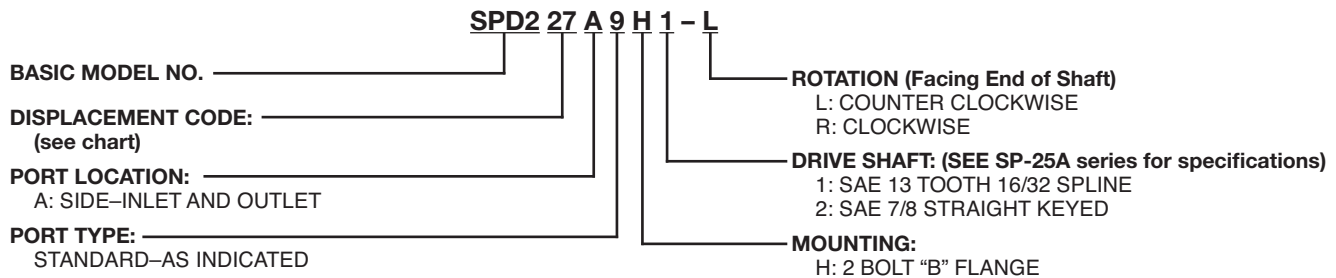 SPD2 27 A 9 H 1 – L
BASIC MODEL NO.
DISPLACEMENT CODE:
(see chart)
PORT LOCATION:
A: SIDE–INLET AND OUTLET
PORT TYPE:
STANDARD–AS INDICATED
ROTATION (Facing End of Shaft)
L: COUNTER CLOCKWISE
R: CLOCKWISE
DRIVE SHAFT: (SEE SP-25A series for specifications)
1: SAE 13 TOOTH 16/32 SPLINE
2: SAE 7/8 STRAIGHT KEYED
MOUNTING:
H: 2 BOLT “B” FLANGE